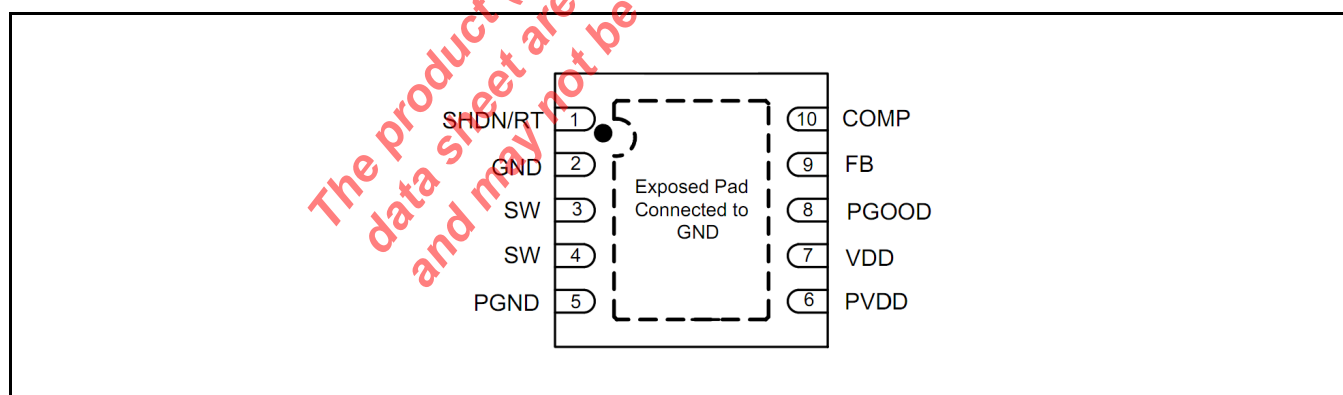 The product v
data sheet are
and may not be
SHDN/RT 1
GND 2
SW 3
SW 4
PGND 5
Exposed Pad
Connected to
GND
10 COMP
9 FB
8 PGOOD
7 VDD
6 PVDD